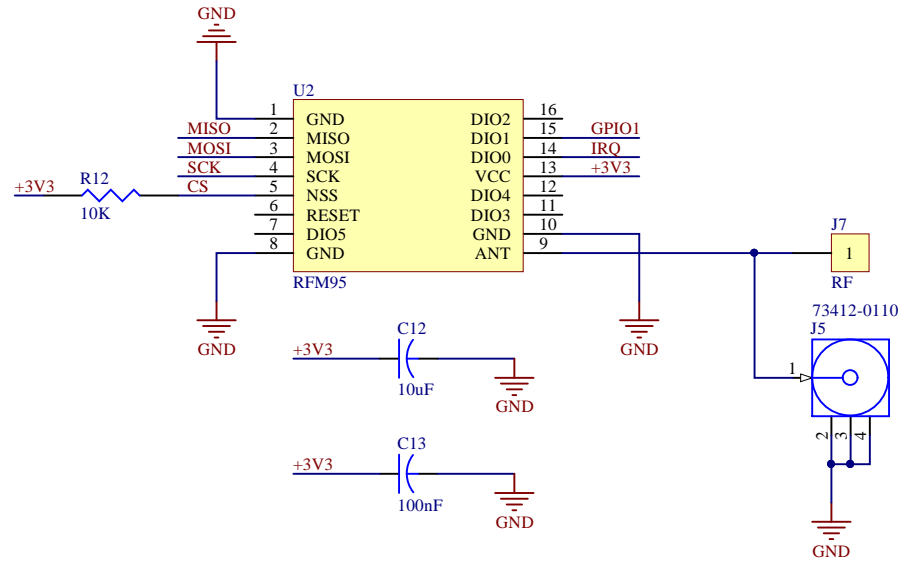 GND
U2
1 GND DIO2 16
MISO 2 MISO DIO1 15 GPIO1
MOSI 3 MOSI DIO0 14 IRQ
SCK 4 SCK VCC 13 +3V3
+3V3 R12 10K CS 5 NSS DIO4 12
6 RESET DIO3 11
7 DIO5 GND 10
8 GND ANT 9
RFM95
J7
1
RF
GND
GND
73412-0110
J5
1
2 3 4
GND
C12
+3V3
10uF
GND
C13
+3V3
100nF
GND